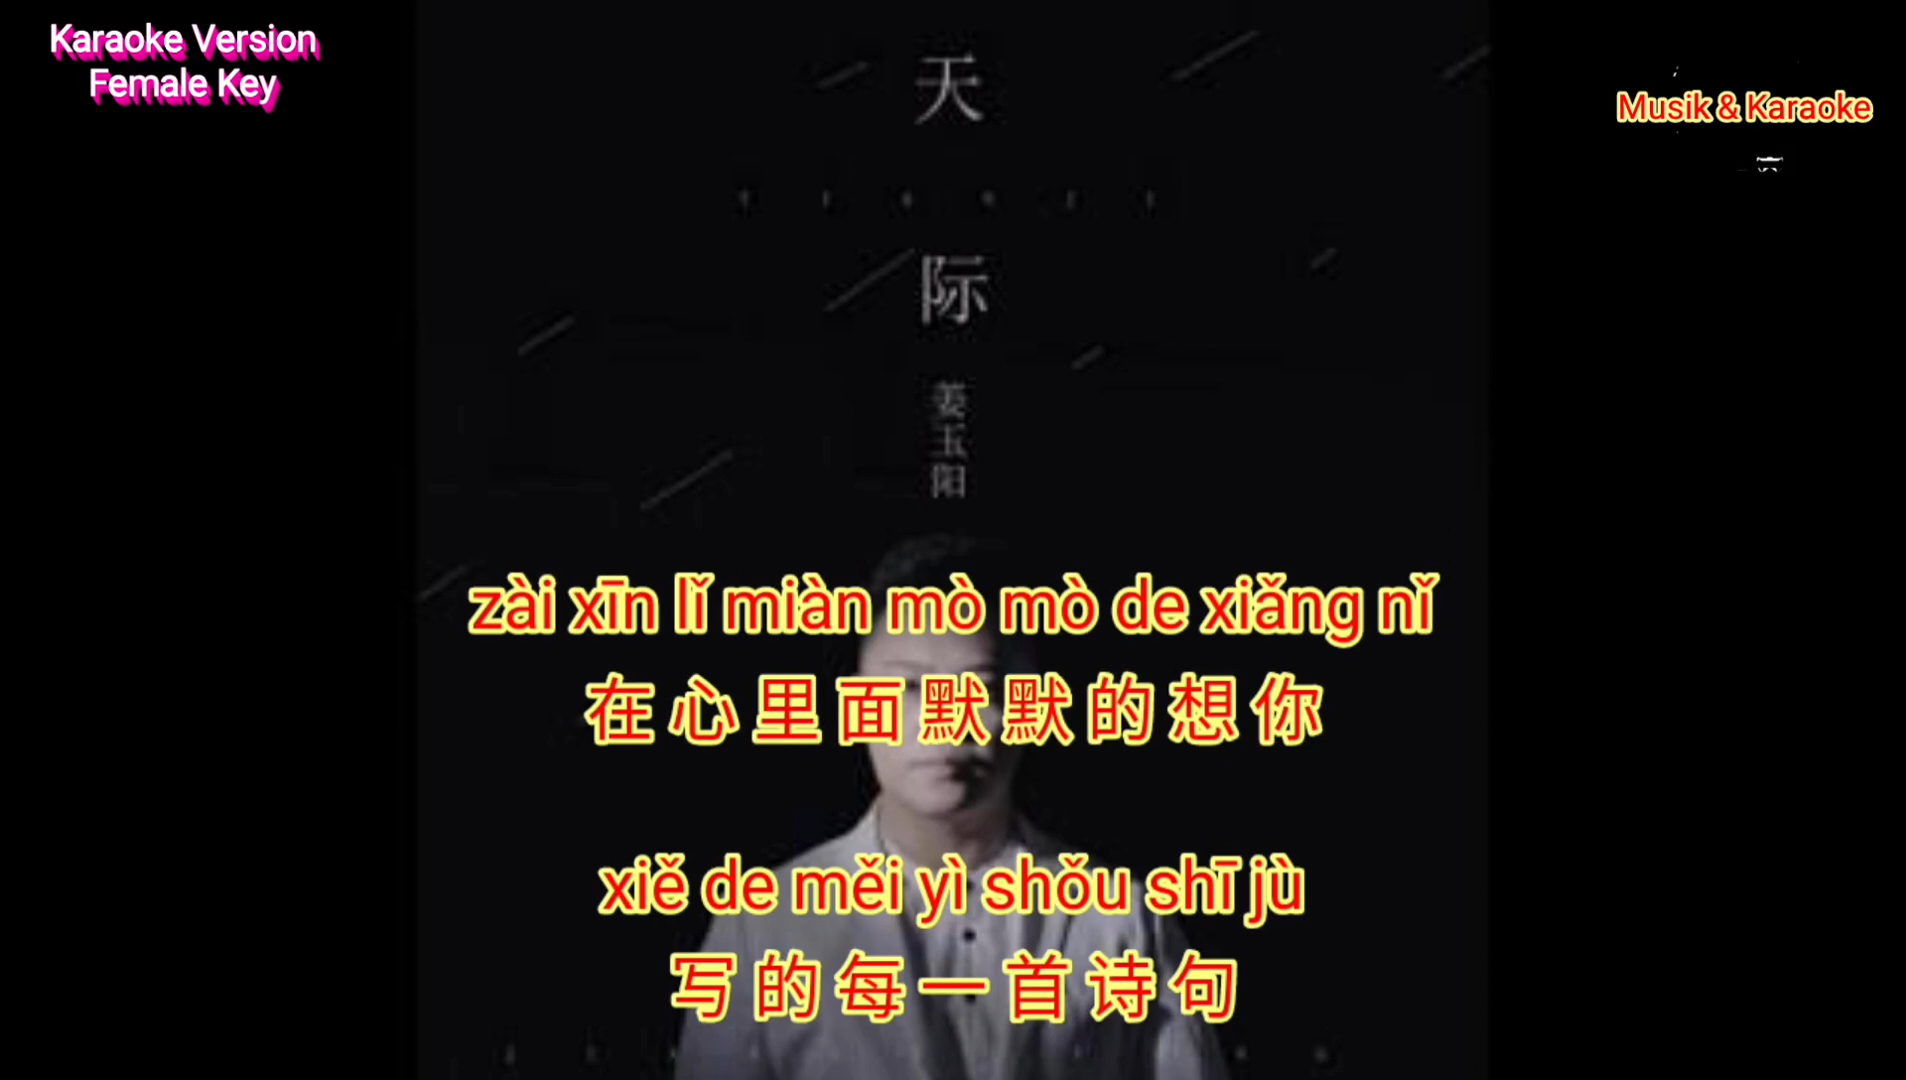 Karaoke Version
Female Key
Musik & Karaoke
天
际
姜
玉
阳
zài xīn lǐ miàn mò mò de xiǎng nǐ
在心里面默默的想你
xiě de měi yì shǒu shī jù
写的每一首诗句